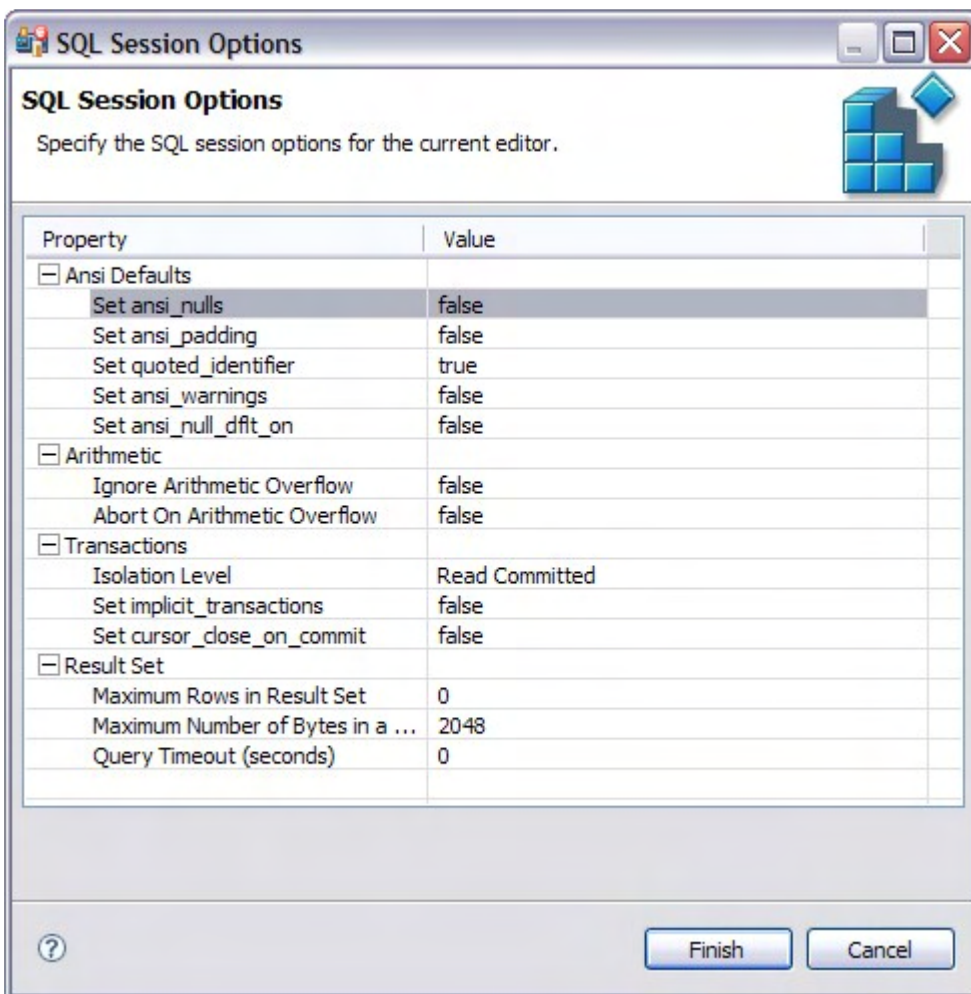 SQL Session Options
SQL Session Options
Specify the SQL session options for the current editor.
Property Value
Ansi Defaults
Set ansi_nulls false
Set ansi_padding false
Set quoted_identifier true
Set ansi_warnings false
Set ansi_null_dflt_on false
Arithmetic
Ignore Arithmetic Overflow false
Abort On Arithmetic Overflow false
Transactions
Isolation Level Read Committed
Set implicit_transactions false
Set cursor_close_on_commit false
Result Set
Maximum Rows in Result Set 0
Maximum Number of Bytes in a ... 2048
Query Timeout (seconds) 0
Finish Cancel